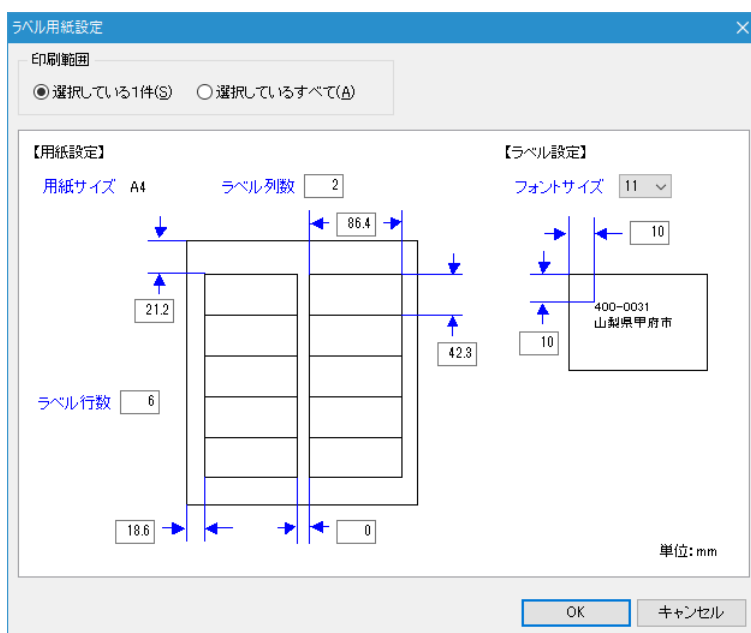 ラベル用紙設定
印刷範囲
選択している1件(S)
選択しているすべて(A)
【用紙設定】
【ラベル設定】
用紙サイズ A4
ラベル列数 2
フォントサイズ 11
86.4
10
21.2
400-0031
山梨県甲府市
10
42.3
ラベル行数 6
18.6
0
単位:mm
OK
キャンセル